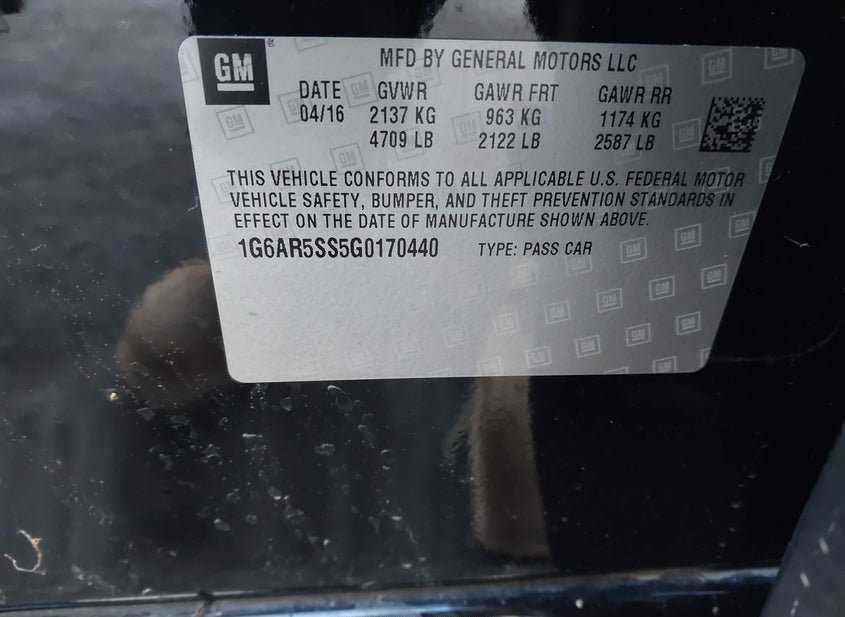 GM
MFD BY GENERAL MOTORS LLC
DATE GVWR GAWR FRT GAWR RR
04/16 2137 KG 963 KG 1174 KG
4709 LB 2122 LB 2587 LB
THIS VEHICLE CONFORMS TO ALL APPLICABLE U.S. FEDERAL MOTOR
VEHICLE SAFETY, BUMPER, AND THEFT PREVENTION STANDARDS IN
EFFECT ON THE DATE OF MANUFACTURE SHOWN ABOVE.
1G6AR5SS5G0170440 TYPE: PASS CAR